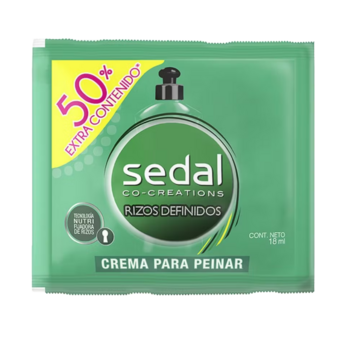 50%
EXTRA CONTENIDO*
sedal
CO-CREATIONS
RIZOS DEFINIDOS
TECNOLOGÍA
NUTRI
FIJADORA
DE RIZOS
CONT. NETO
18 ml
CREMA PARA PEINAR